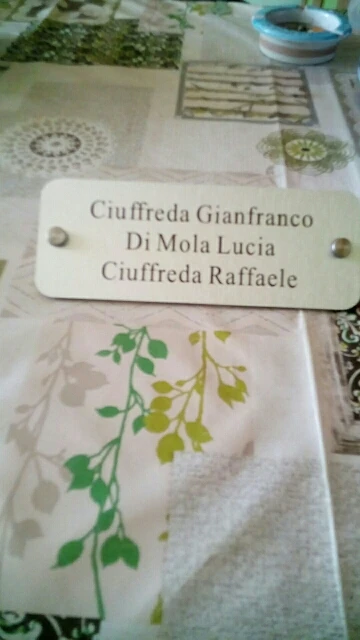 Ciuffreda Gianfranco
Di Mola Lucia
Ciuffreda Raffaele